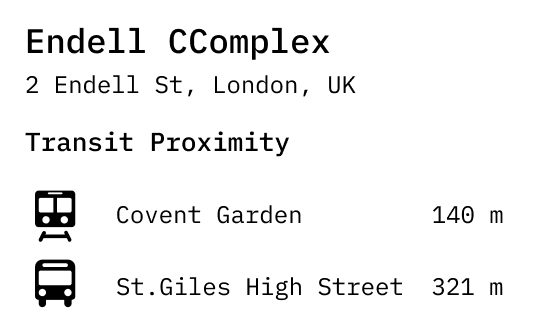 Endell CComplex
2 Endell St, London, UK
Transit Proximity
Covent Garden 140 m
St.Giles High Street 321 m